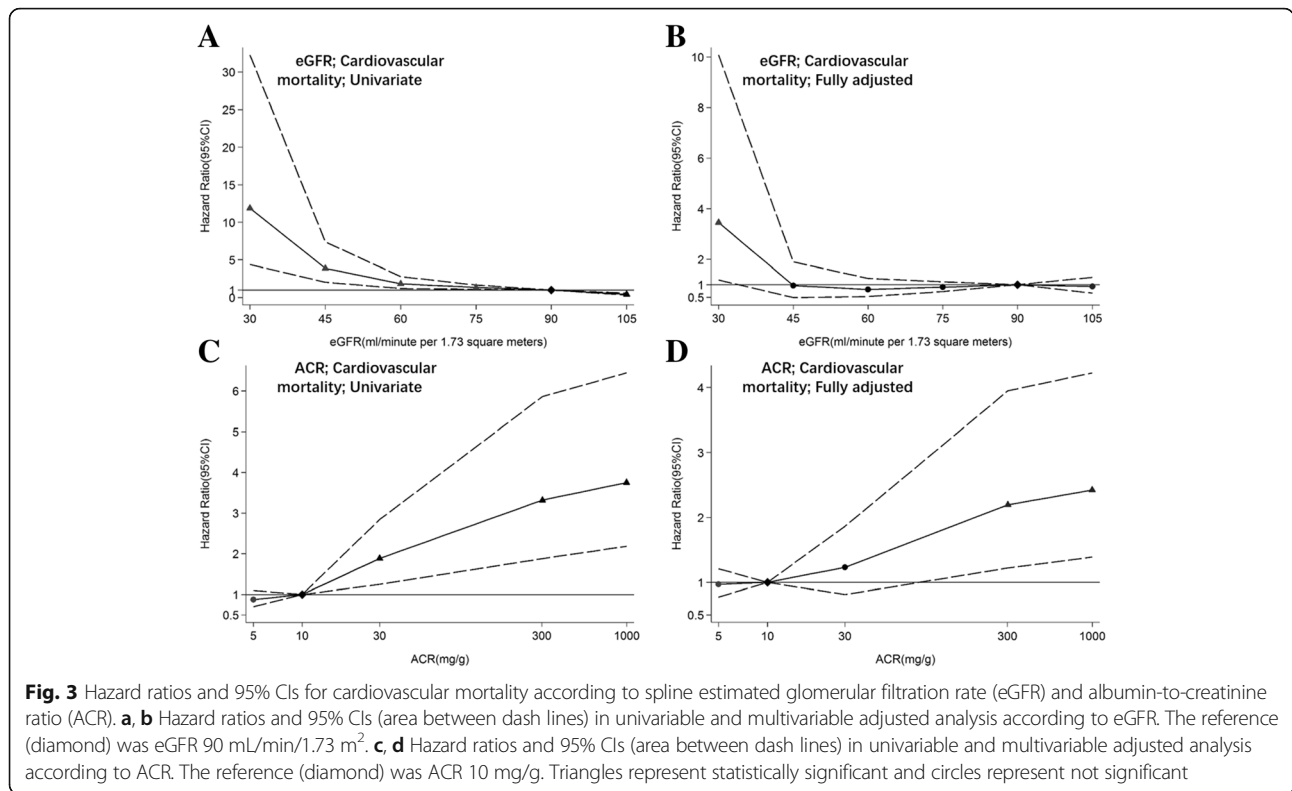 A
eGFR; Cardiovascular
mortality; Univariate
Hazard Ratio(95%CI)
30
25
20
15
10
5
1
0
30 45 60 75 90 105
eGFR(ml/minute per 1.73 square meters)
B
eGFR; Cardiovascular
mortality; Fully adjusted
Hazard Ratio(95%CI)
10
8
6
4
2
1
0.5
30 45 60 75 90 105
eGFR(ml/minute per 1.73 square meters)
C
ACR; Cardiovascular
mortality; Univariate
Hazard Ratio(95%CI)
6
5
4
3
2
1
0.5
5 10 30 300 1000
ACR(mg/g)
D
ACR; Cardiovascular
mortality; Fully adjusted
Hazard Ratio(95%CI)
4
3
2
1
0.5
5 10 30 300 1000
ACR(mg/g)
Fig. 3 Hazard ratios and 95% CIs for cardiovascular mortality according to spline estimated glomerular filtration rate (eGFR) and albumin-to-creatinine
ratio (ACR). a, b Hazard ratios and 95% CIs (area between dash lines) in univariable and multivariable adjusted analysis according to eGFR. The reference
(diamond) was eGFR 90 mL/min/1.73 m². c, d Hazard ratios and 95% CIs (area between dash lines) in univariable and multivariable adjusted analysis
according to ACR. The reference (diamond) was ACR 10 mg/g. Triangles represent statistically significant and circles represent not significant